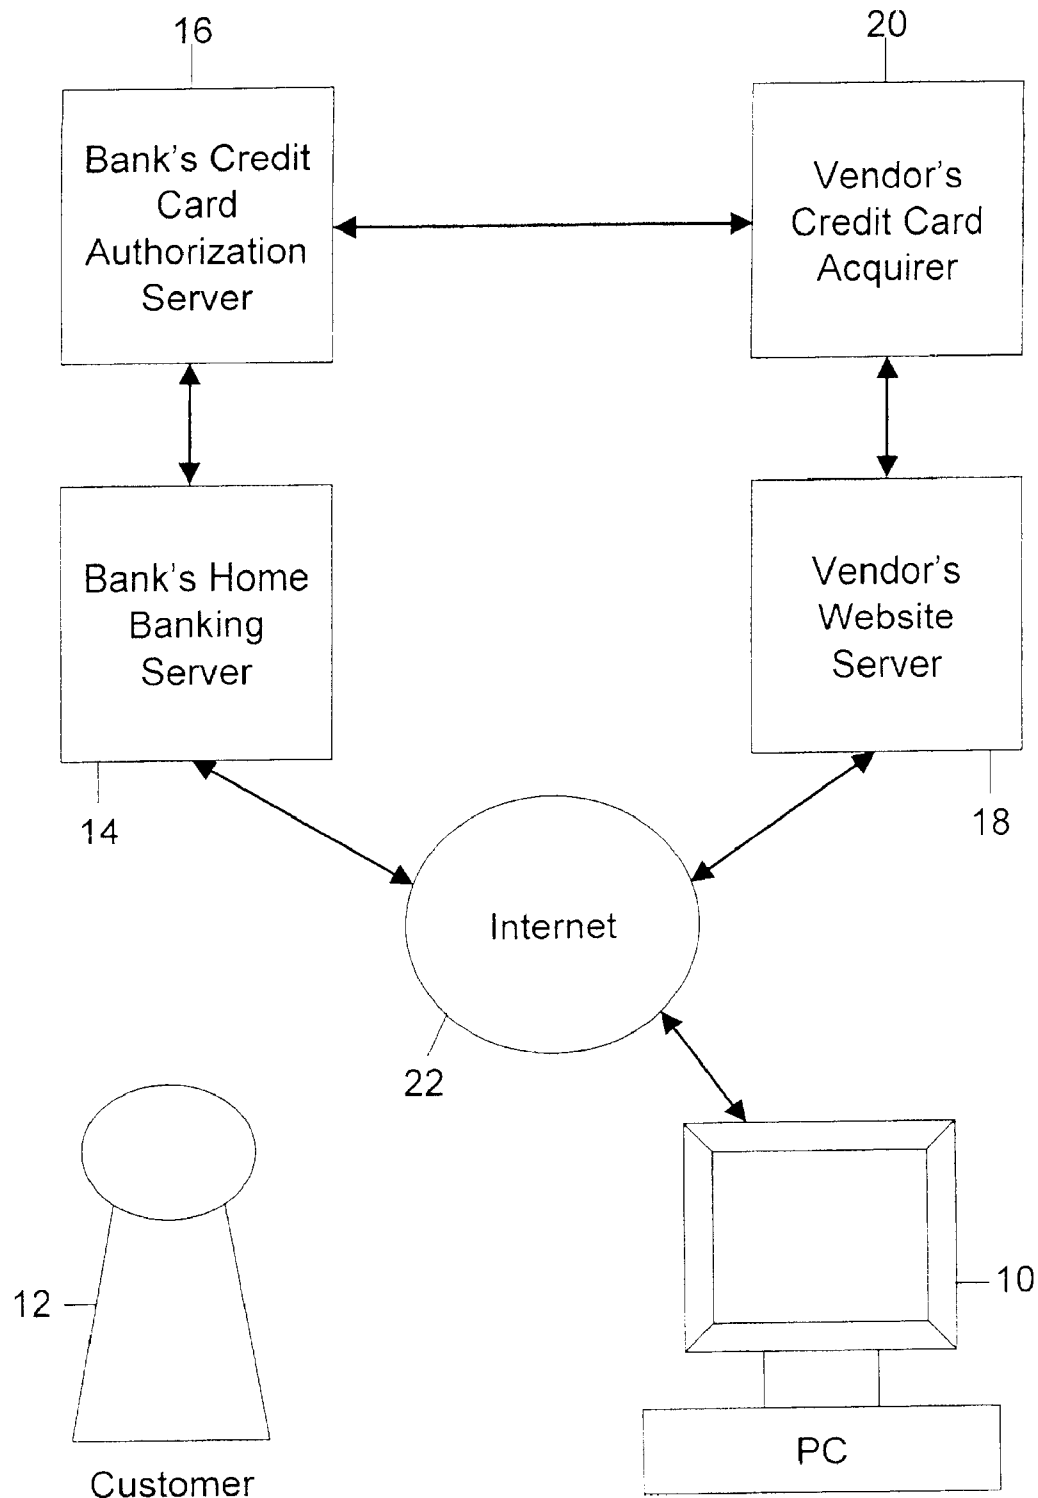 16
20
Bank's Credit
Card
Authorization
Server
Vendor's
Credit Card
Acquirer
Bank's Home
Banking
Server
Vendor's
Website
Server
14
18
Internet
22
12
10
PC
Customer